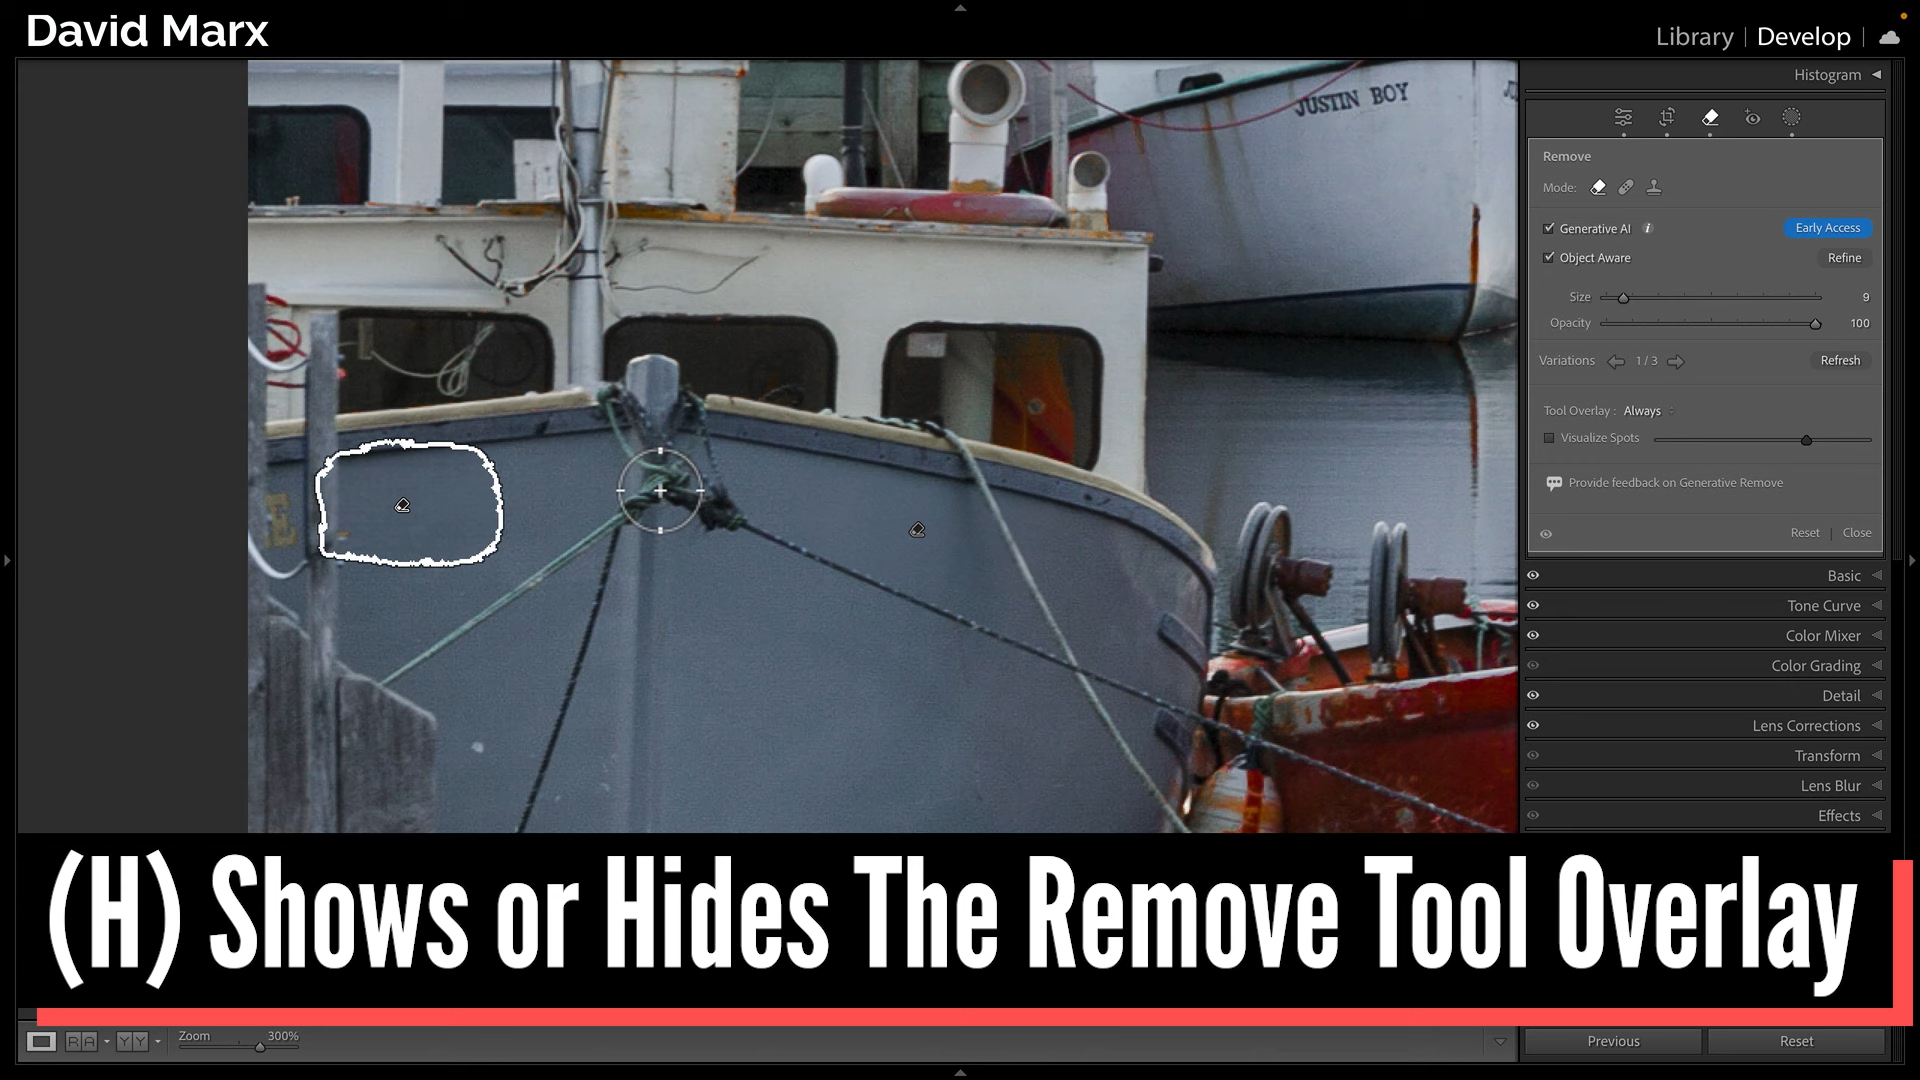 David Marx
Library | Develop |
Histogram
JUSTIN BOY
Remove
Mode:
Generative AI
Early Access
Object Aware
Refine
Size 9
Opacity 100
Variations 1 / 3 Refresh
Tool Overlay : Always
Visualize Spots
Provide feedback on Generative Remove
Reset | Close
E
Basic
Tone Curve
Color Mixer
Color Grading
Detail
Lens Corrections
Transform
Lens Blur
Effects
(H) Shows or Hides The Remove Tool Overlay
R A Y Y Zoom 300%
Previous Reset